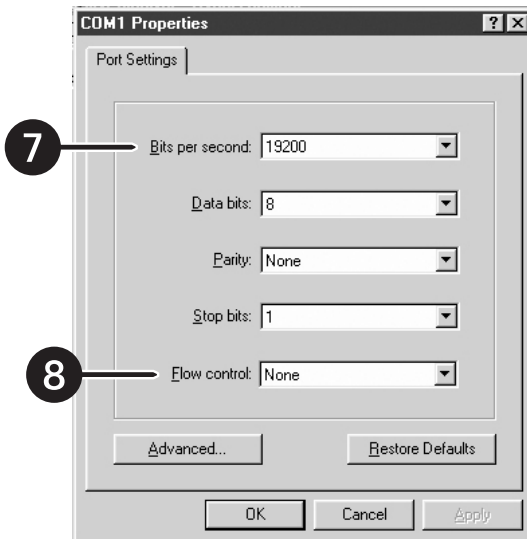 COM1 Properties
Port Settings
7
Bits per second: 19200
Data bits: 8
Parity: None
Stop bits: 1
8
Flow control: None
Advanced...
Restore Defaults
OK
Cancel
Apply